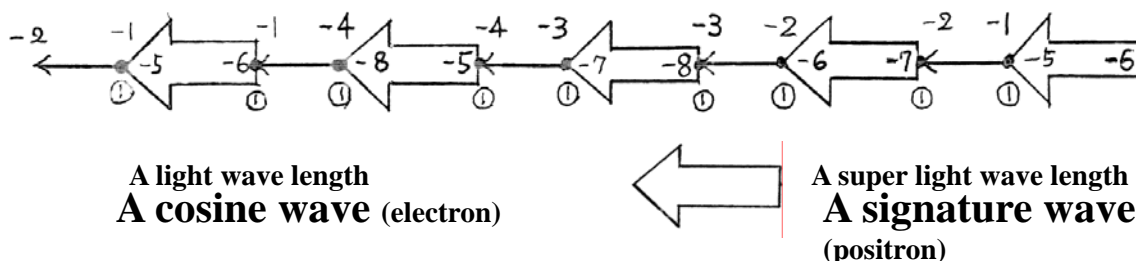 -2 -1 -1 -4 -4 -3 -3 -2 -2 -1
-5 -6 -8 -5 -7 -8 -6 -7 -5 -6
① ① ① ① ① ① ① ① ①
A light wave length
A cosine wave (electron)
A super light wave length
A signature wave
(positron)